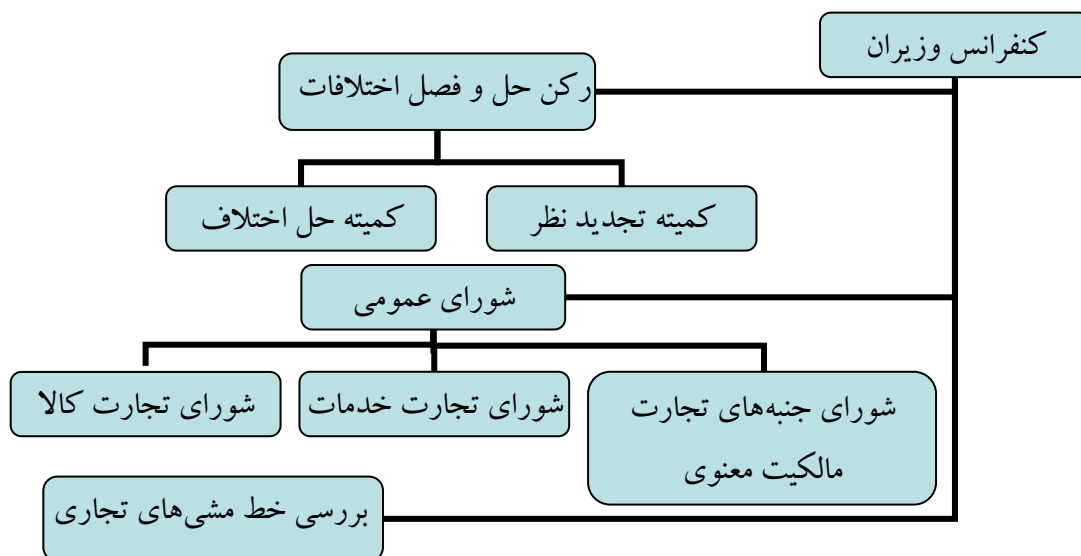 کنفرانس وزیران
رکن حل و فصل اختلافات
کمیته تجدید نظر
کمیته حل اختلاف
شورای عمومی
شورای جنبه‌های تجارت
مالکیت معنوی
شورای تجارت خدمات
شورای تجارت کالا
بررسی خط مشی‌های تجاری